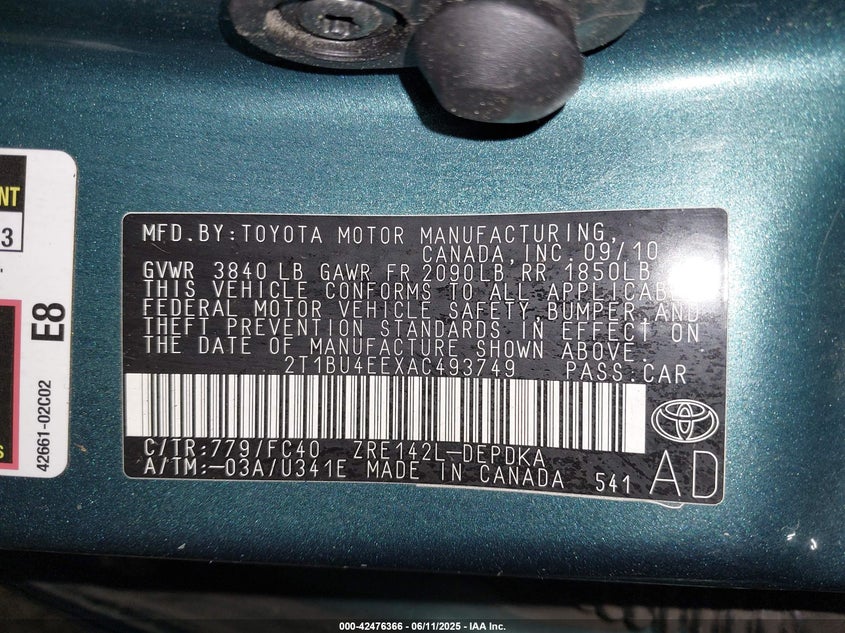 MFD.BY:TOYOTA MOTOR MANUFACTURING,
CANADA,INC. 09/10
GVWR 3840 LB GAWR FR 2090LB RR 1850LB
THIS VEHICLE CONFORMS TO ALL APPLICABLE
FEDERAL MOTOR VEHICLE SAFETY,BUMPER,AND
THEFT PREVENTION STANDARDS IN EFFECT ON
THE DATE OF MANUFACTURE SHOWN ABOVE.
2T1BU4EEXAC493749 PASS.CAR
C/TR:779/FC40 ZRE142L-DEPDKA
A/TM:-03A/U341E MADE IN CANADA 541
AD
3
E8
42661-02C02
000-42476366 - 06/11/2025 - IAA Inc.